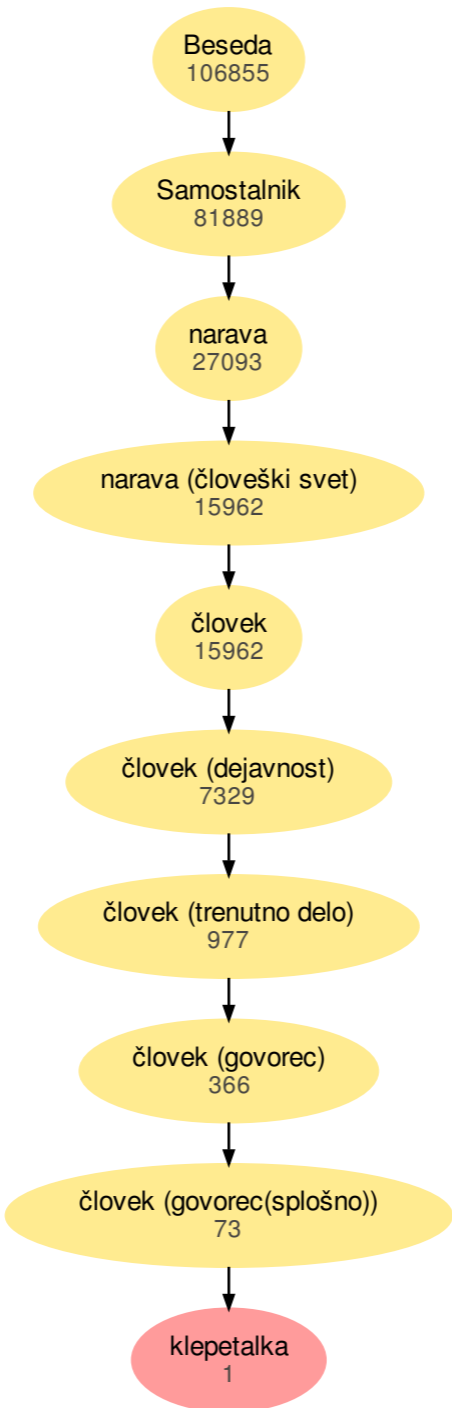 Beseda
106855
Samostalnik
81889
narava
27093
narava (človeški svet)
15962
človek
15962
človek (dejavnost)
7329
človek (trenutno delo)
977
človek (govorec)
366
človek (govorec(splošno))
73
klepetalka
1